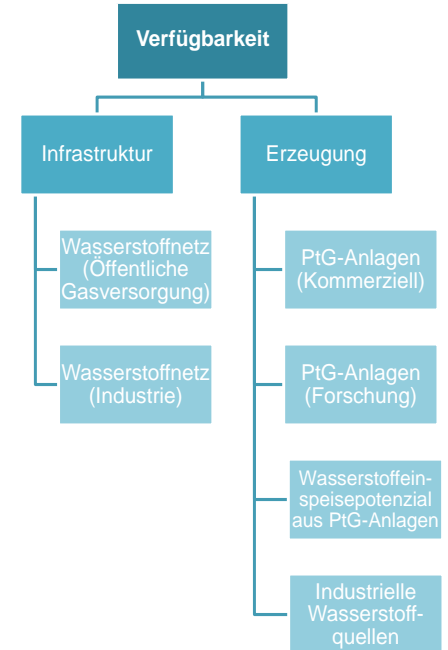 Verfügbarkeit
Infrastruktur
Erzeugung
Wasserstoffnetz
(Öffentliche
Gasversorgung)
Wasserstoffnetz
(Industrie)
PtG-Anlagen
(Kommerziell)
PtG-Anlagen
(Forschung)
Wasserstoffein-
speisepotenzial
aus PtG-Anlagen
Industrielle
Wasserstoff-
quellen